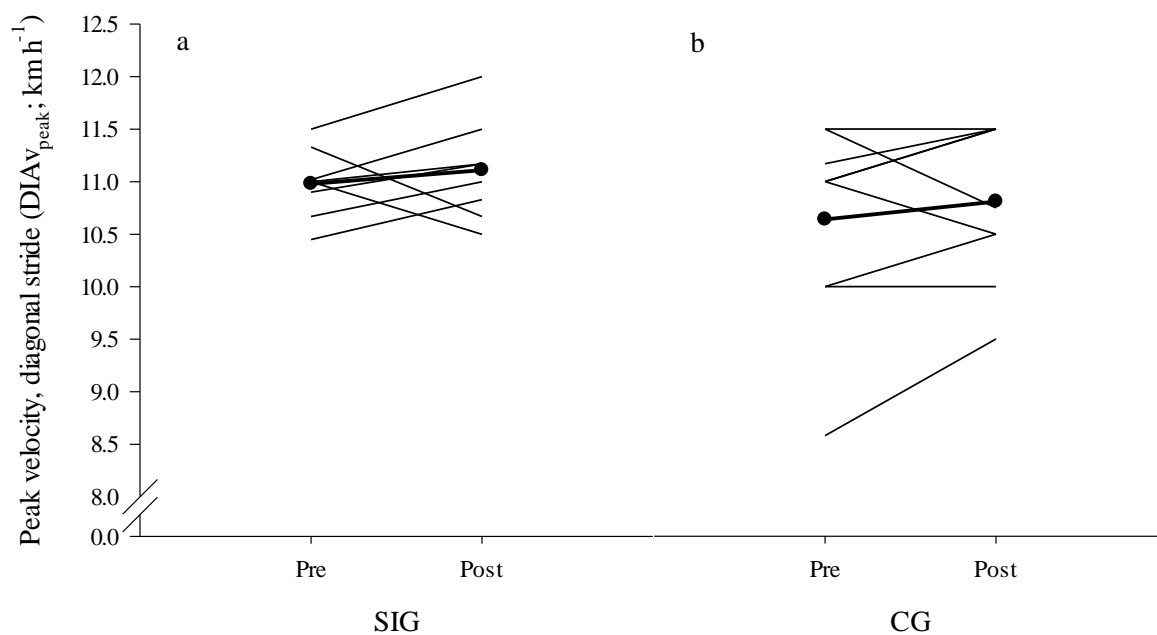 Peak velocity, diagonal stride (DIAv_peak; km h^-1)
12.5
12.0
11.5
11.0
10.5
10.0
9.5
9.0
8.5
8.0
0.0
a
b
Pre
Post
Pre
Post
SIG
CG